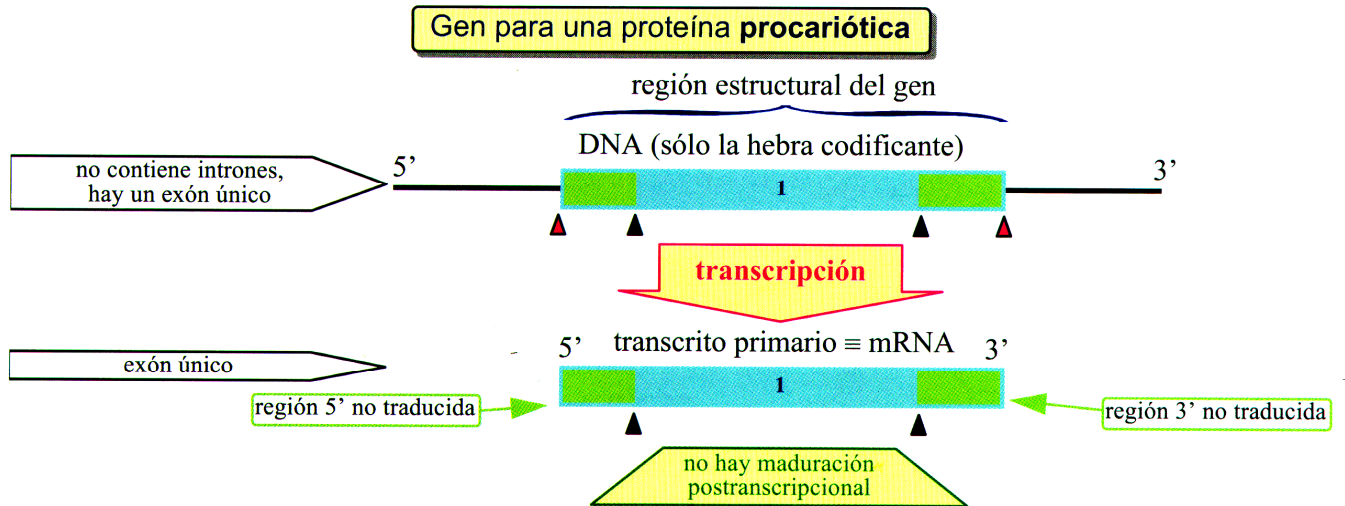 Gen para una proteína procariótica
región estructural del gen
DNA (sólo la hebra codificante)
no contiene intrones,
hay un exón único
5’
1
3’
transcripción
5’
transcrito primario ≡ mRNA
3’
exón único
1
región 5’ no traducida
región 3’ no traducida
no hay maduración
postranscripcional